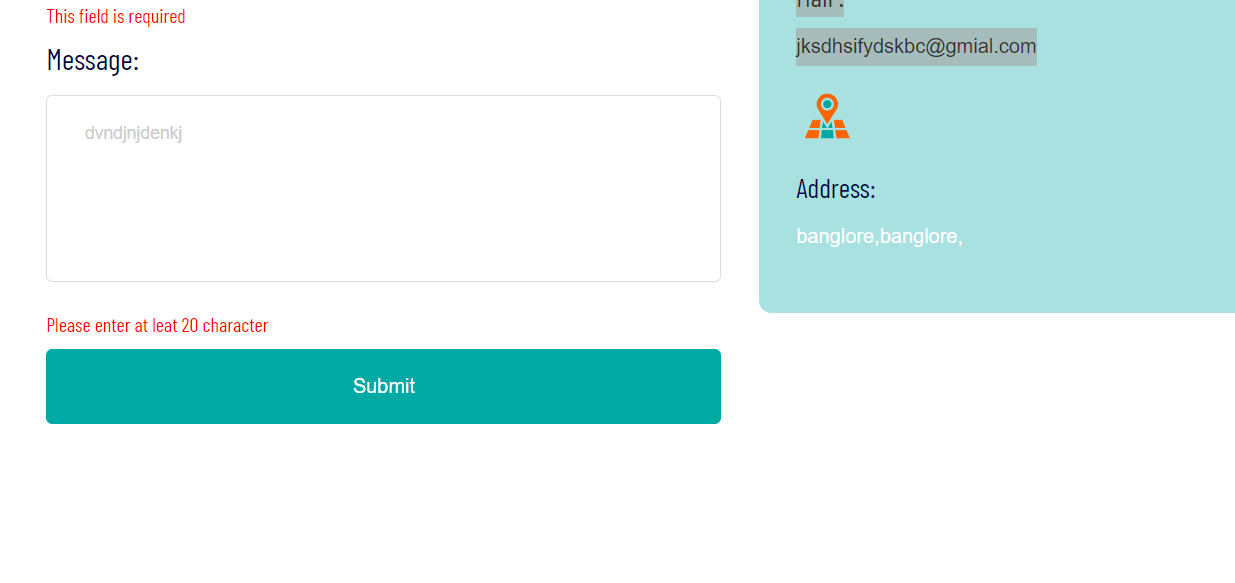 This field is required
Message:
dvndjnjdenkj
Please enter at leat 20 character
Submit
jksdhsifydskbc@gmial.com
Address:
banglore,banglore,